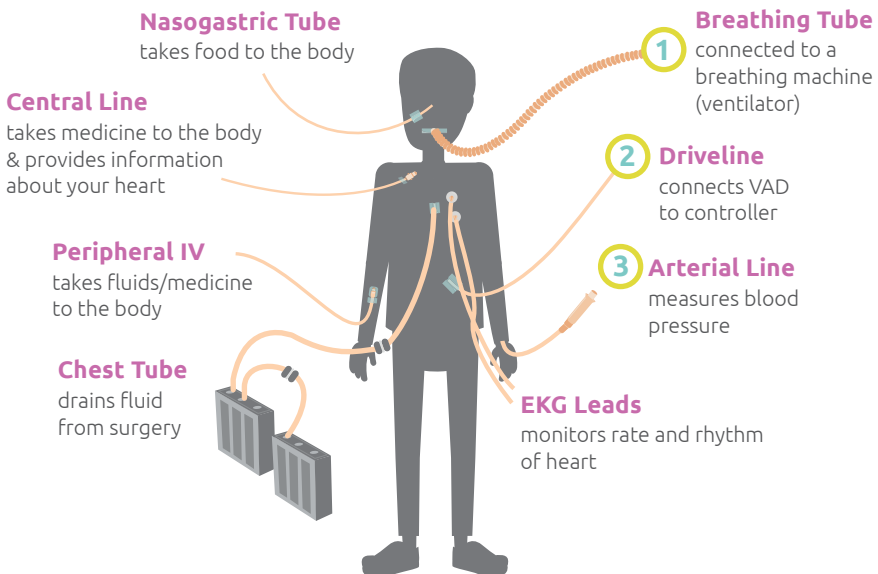 Nasogastric Tube
takes food to the body
Central Line
takes medicine to the body
& provides information
about your heart
Peripheral IV
takes fluids/medicine
to the body
Chest Tube
drains fluid
from surgery
1
Breathing Tube
connected to a
breathing machine
(ventilator)
2
Driveline
connects VAD
to controller
3
Arterial Line
measures blood
pressure
EKG Leads
monitors rate and rhythm
of heart